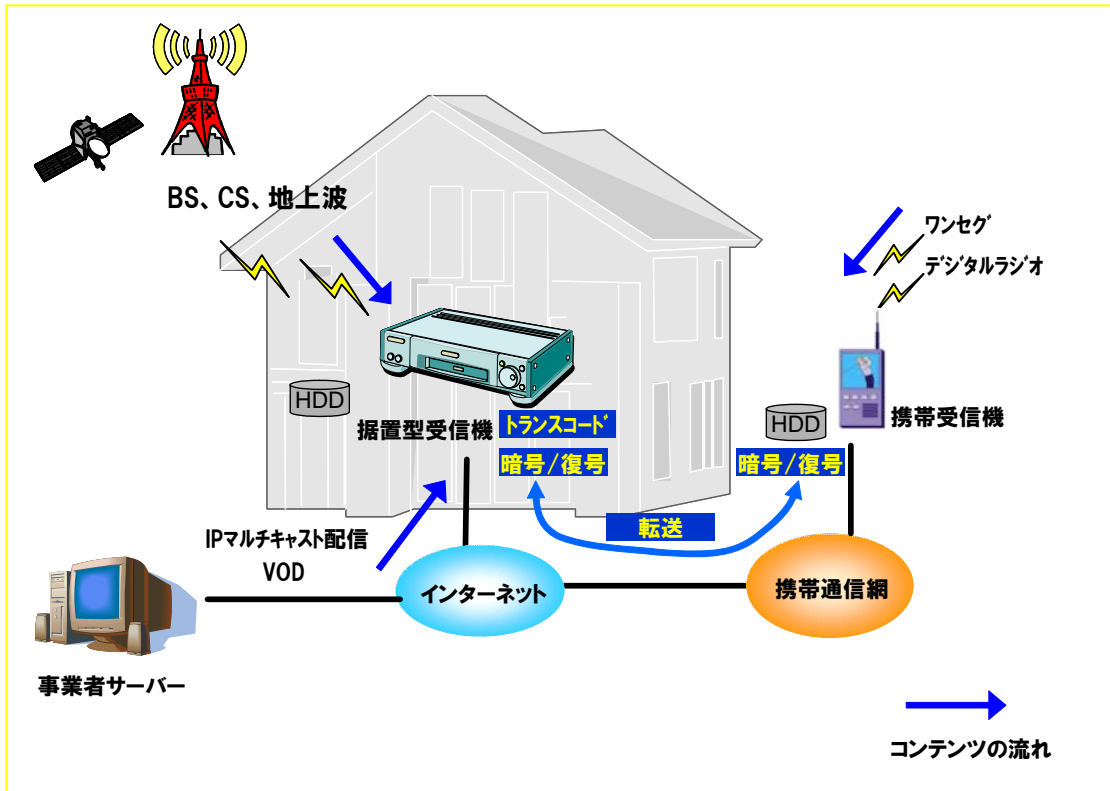 BS、CS、地上波
ワンセグ
デジタルラジオ
HDD
据置型受信機
トランスコード
暗号/復号
HDD
携帯受信機
暗号/復号
転送
IPマルチキャスト配信
VOD
インターネット
携帯通信網
事業者サーバー
コンテンツの流れ